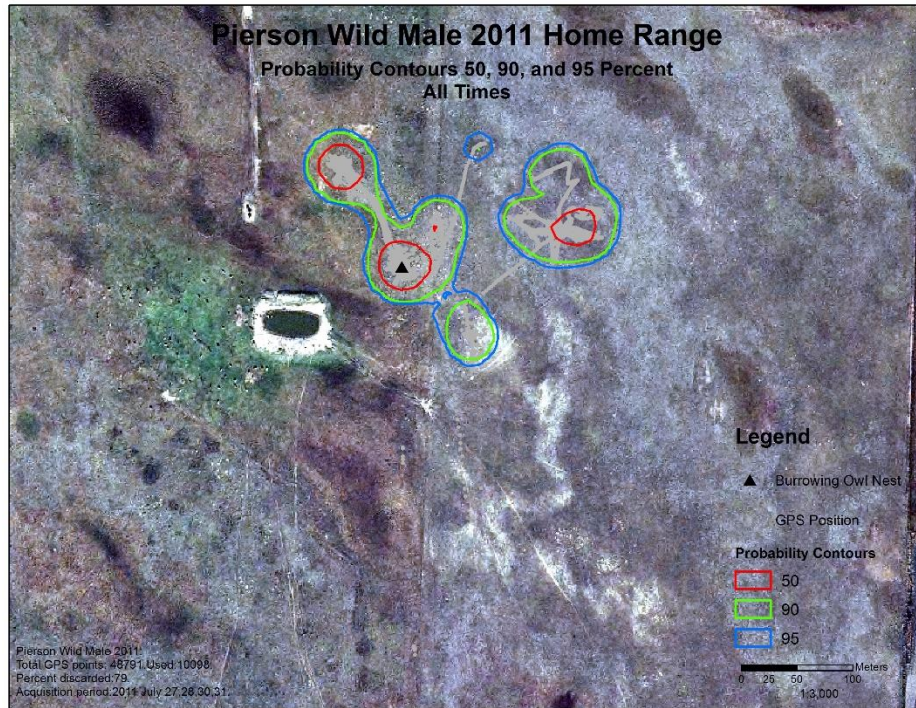 Pierson Wild Male 2011 Home Range
Probability Contours 50, 90, and 95 Percent
All Times
Legend
Burrowing Owl Nest
GPS Position
Probability Contours
50
90
95
Meters
0 25 50 100
1:3,000
Pierson Wild Male 2011.
Total GPS points: 48791.Used:10098.
Percent discarded:79.
Acquisition period:2011 July 27,28,30,31.